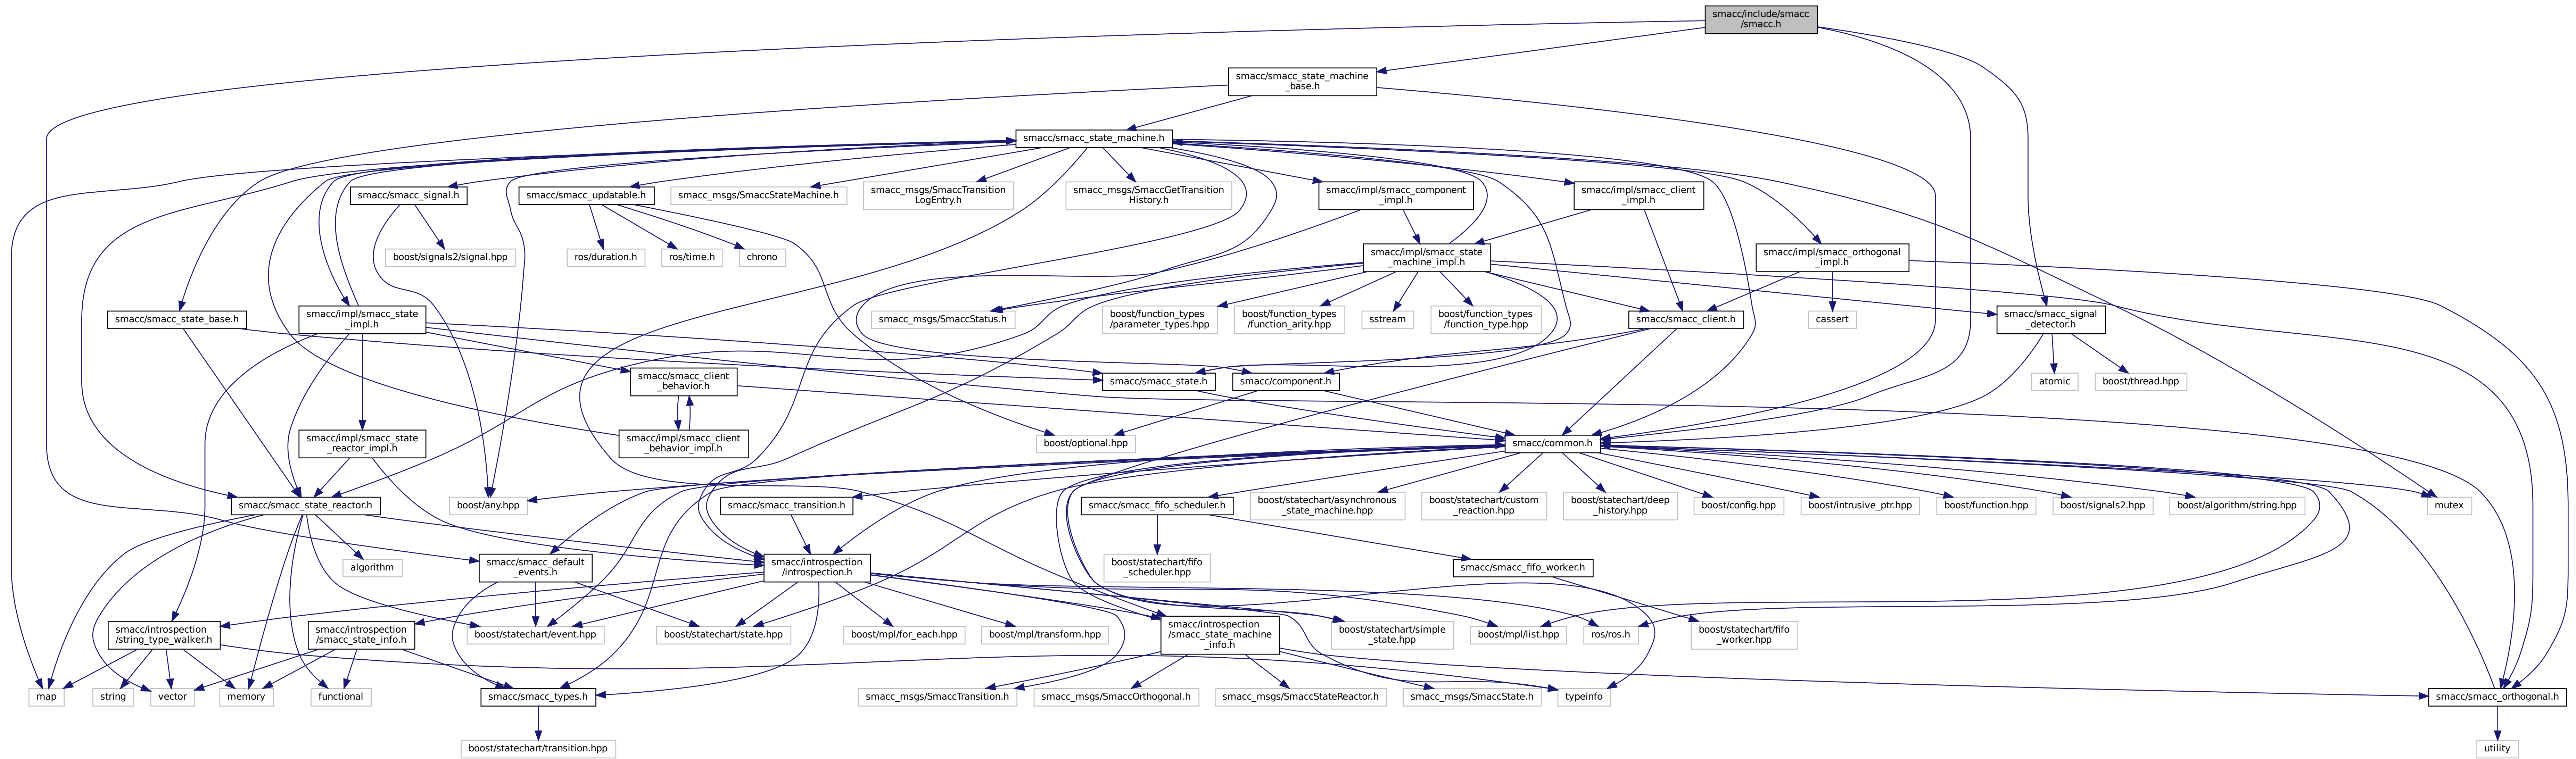 smacc/include/smacc
/smacc.h
smacc/smacc_state_machine
_base.h
smacc/smacc_state_machine.h
smacc/smacc_signal.h
smacc/smacc_updatable.h
smacc_msgs/SmaccStateMachine.h
smacc_msgs/SmaccTransition
LogEntry.h
smacc_msgs/SmaccGetTransition
History.h
smacc/impl/smacc_component
_impl.h
smacc/impl/smacc_client
_impl.h
boost/signals2/signal.hpp
ros/duration.h
ros/time.h
chrono
smacc/impl/smacc_state
_machine_impl.h
smacc/impl/smacc_orthogonal
_impl.h
smacc/smacc_state_base.h
smacc/impl/smacc_state
_impl.h
smacc_msgs/SmaccStatus.h
boost/function_types
/parameter_types.hpp
boost/function_types
/function_arity.hpp
sstream
boost/function_types
/function_type.hpp
smacc/smacc_client.h
cassert
smacc/smacc_signal
_detector.h
smacc/smacc_client
_behavior.h
smacc/smacc_state.h
smacc/component.h
atomic
boost/thread.hpp
smacc/impl/smacc_state
_reactor_impl.h
smacc/impl/smacc_client
_behavior_impl.h
boost/optional.hpp
smacc/common.h
smacc/smacc_state_reactor.h
boost/any.hpp
smacc/smacc_transition.h
smacc/smacc_fifo_scheduler.h
boost/statechart/asynchronous
_state_machine.hpp
boost/statechart/custom
_reaction.hpp
boost/statechart/deep
_history.hpp
boost/config.hpp
boost/intrusive_ptr.hpp
boost/function.hpp
boost/signals2.hpp
boost/algorithm/string.hpp
mutex
algorithm
smacc/smacc_default
_events.h
smacc/introspection
/introspection.h
boost/statechart/fifo
_scheduler.hpp
smacc/smacc_fifo_worker.h
smacc/introspection
/string_type_walker.h
smacc/introspection
/smacc_state_info.h
boost/statechart/event.hpp
boost/statechart/state.hpp
boost/mpl/for_each.hpp
boost/mpl/transform.hpp
smacc/introspection
/smacc_state_machine
_info.h
boost/statechart/simple
_state.hpp
boost/mpl/list.hpp
ros/ros.h
boost/statechart/fifo
_worker.hpp
map
string
vector
memory
functional
smacc/smacc_types.h
smacc_msgs/SmaccTransition.h
smacc_msgs/SmaccOrthogonal.h
smacc_msgs/SmaccStateReactor.h
smacc_msgs/SmaccState.h
typeinfo
smacc/smacc_orthogonal.h
boost/statechart/transition.hpp
utility